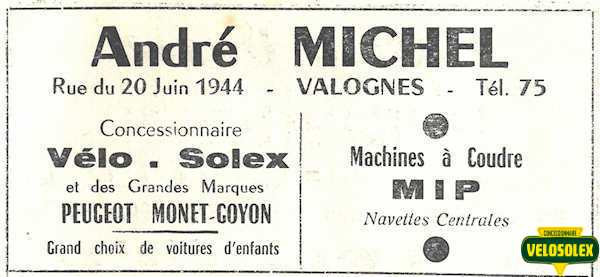 André MICHEL
Rue du 20 Juin 1944 - VALOGNES - Tél. 75
Concessionnaire
Vélo . Solex
et des Grandes Marques
PEUGEOT MONET-GOYON
Grand choix de voitures d'enfants
Machines à Coudre
MIP
Navettes Centrales
CONCESSIONNAIRE
VELOSOLEX